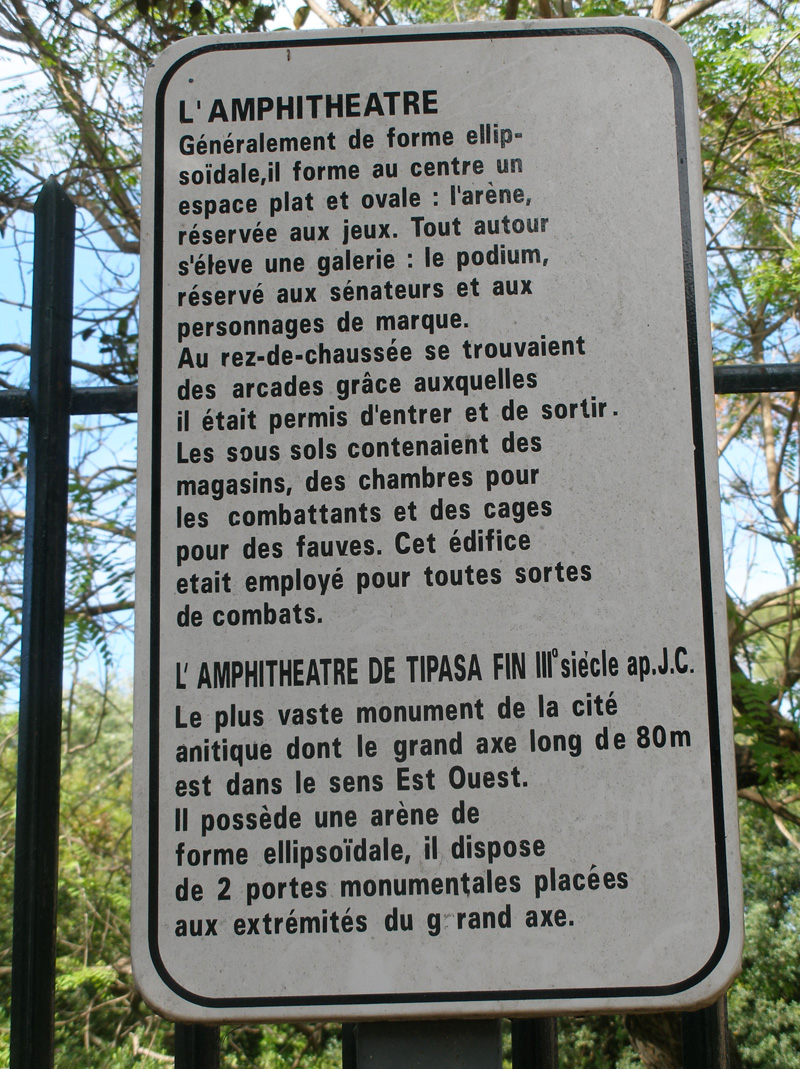 L'AMPHITHEATRE
Généralement de forme ellip-
soïdale,il forme au centre un
espace plat et ovale : l'arène,
réservée aux jeux. Tout autour
s'éleve une galerie : le podium,
réservé aux sénateurs et aux
personnages de marque.
Au rez-de-chaussée se trouvaient
des arcades grâce auxquelles
il était permis d'entrer et de sortir.
Les sous sols contenaient des
magasins, des chambres pour
les combattants et des cages
pour des fauves. Cet édifice
etait employé pour toutes sortes
de combats.
L'AMPHITHEATRE DE TIPASA FIN III° siècle ap.J.C.
Le plus vaste monument de la cité
anitique dont le grand axe long de 80m
est dans le sens Est Ouest.
Il possède une arène de
forme ellipsoïdale, il dispose
de 2 portes monumentales placées
aux extrémités du g rand axe.